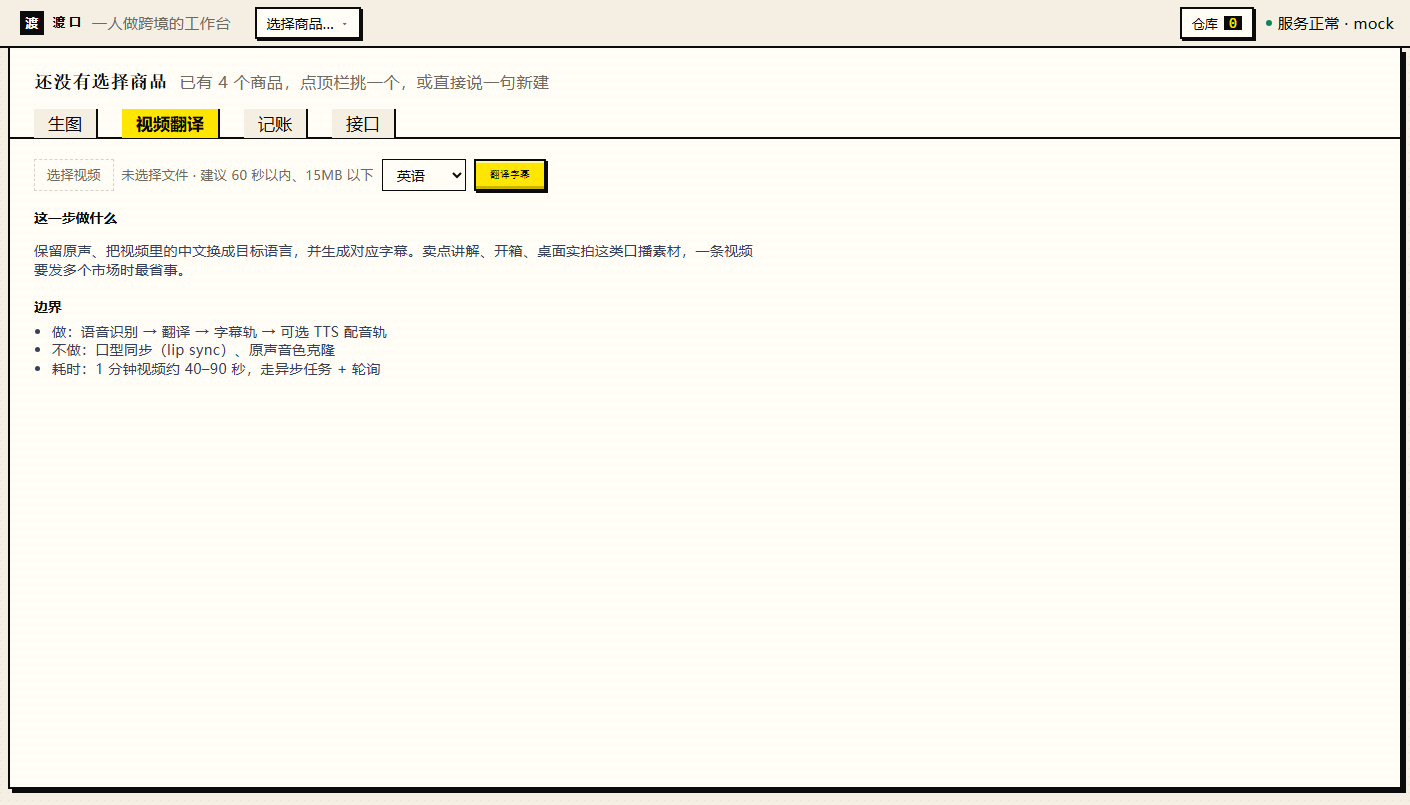 渡 渡口 一人做跨境的工作台 选择商品... 仓库 0 服务正常 · mock
还没有选择商品 已有 4 个商品，点顶栏挑一个，或直接说一句新建
生图 视频翻译 记账 接口
选择视频 未选择文件 · 建议 60 秒以内、15MB 以下 英语 翻译字幕
这一步做什么
保留原声、把视频里的中文换成目标语言，并生成对应字幕。卖点讲解、开箱、桌面实拍这类口播素材，一条视频
要发多个市场时最省事。
边界
• 做：语音识别 → 翻译 → 字幕轨 → 可选 TTS 配音轨
• 不做：口型同步（lip sync）、原声音色克隆
• 耗时：1 分钟视频约 40–90 秒，走异步任务 + 轮询